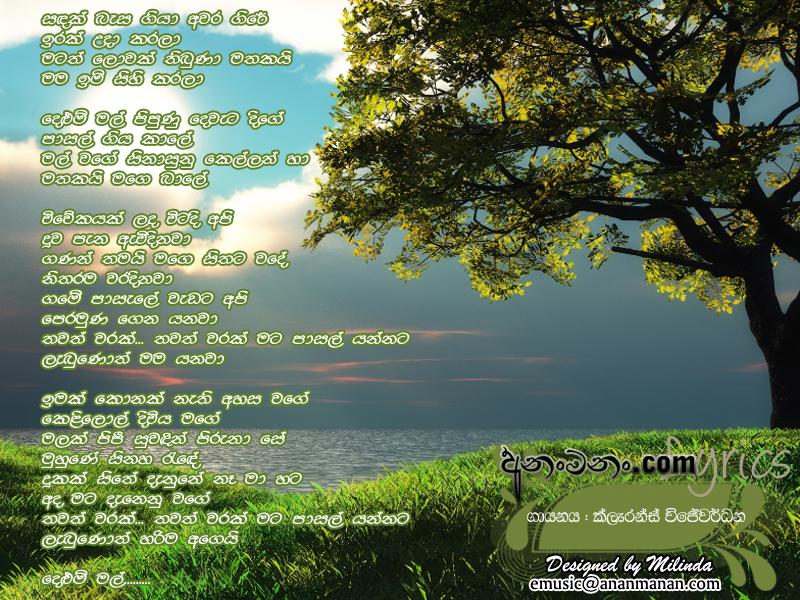 සඳක් බැස ගියා අවර ගිරේ
ඉරක් උදා කරලා
මටත් ලොවක් තිබුණා මතකයි
මම ඉම් සිහි කරලා
දෙළුම් මල් පිපුණු දෙවැට දිගේ
පාසල් ගිය කාලේ
මල් වගේ සිනාසුනු කෙල්ලන් හා
මතකයි මගෙ බාලේ
විවේකයක් ලද විටදි අපි
දුව පැන ඇවිදිනවා
ගණන් තමයි මගෙ සිතට වදේ
නිතරම වරදිනවා
ගමේ පාසැලේ වැඩට අපි
පෙරමුණ ගෙන යනවා
තවත් වරක්... තවත් වරක් මට පාසල් යන්නට
ලැබුණොත් මම යනවා
ඉමක් කොනක් නැති අහස වගේ
කෙළිලොල් දිවිය මගේ
මලක් පිපී සුවඳින් පිරුනා සේ
මුහුණේ සිනහ රැඳේ
දුකක් සිතේ දැනුනේ නෑ මා හට
අද මට දැනෙනු වගේ
තවත් වරක්... තවත් වරක් මට පාසල් යන්නට
ලැබුණොත් හරිම අගෙයි
දෙළුම් මල්.........
අනංමනං.com Lyrics
ගායනය : ක්ලැරන්ස් විජේවර්ධන
Designed by Milinda
emusic@ananmanan.com